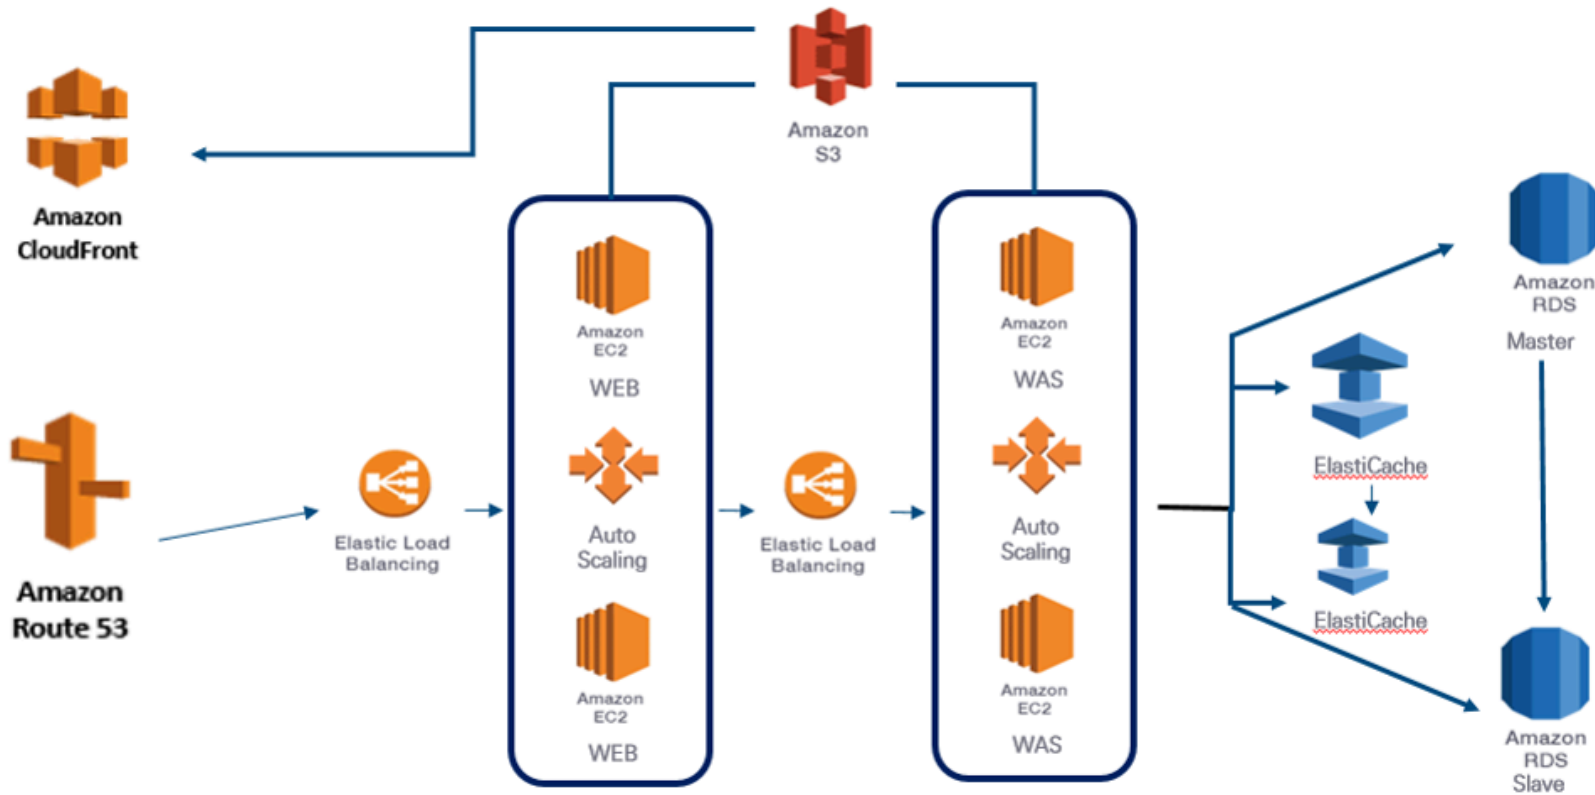 Amazon
S3
Amazon
CloudFront
Amazon
Route 53
Elastic Load
Balancing
Amazon
EC2
WEB
Auto
Scaling
Amazon
EC2
WEB
Elastic Load
Balancing
Amazon
EC2
WAS
Auto
Scaling
Amazon
EC2
WAS
ElastiCache
ElastiCache
Amazon
RDS
Master
Amazon
RDS
Slave